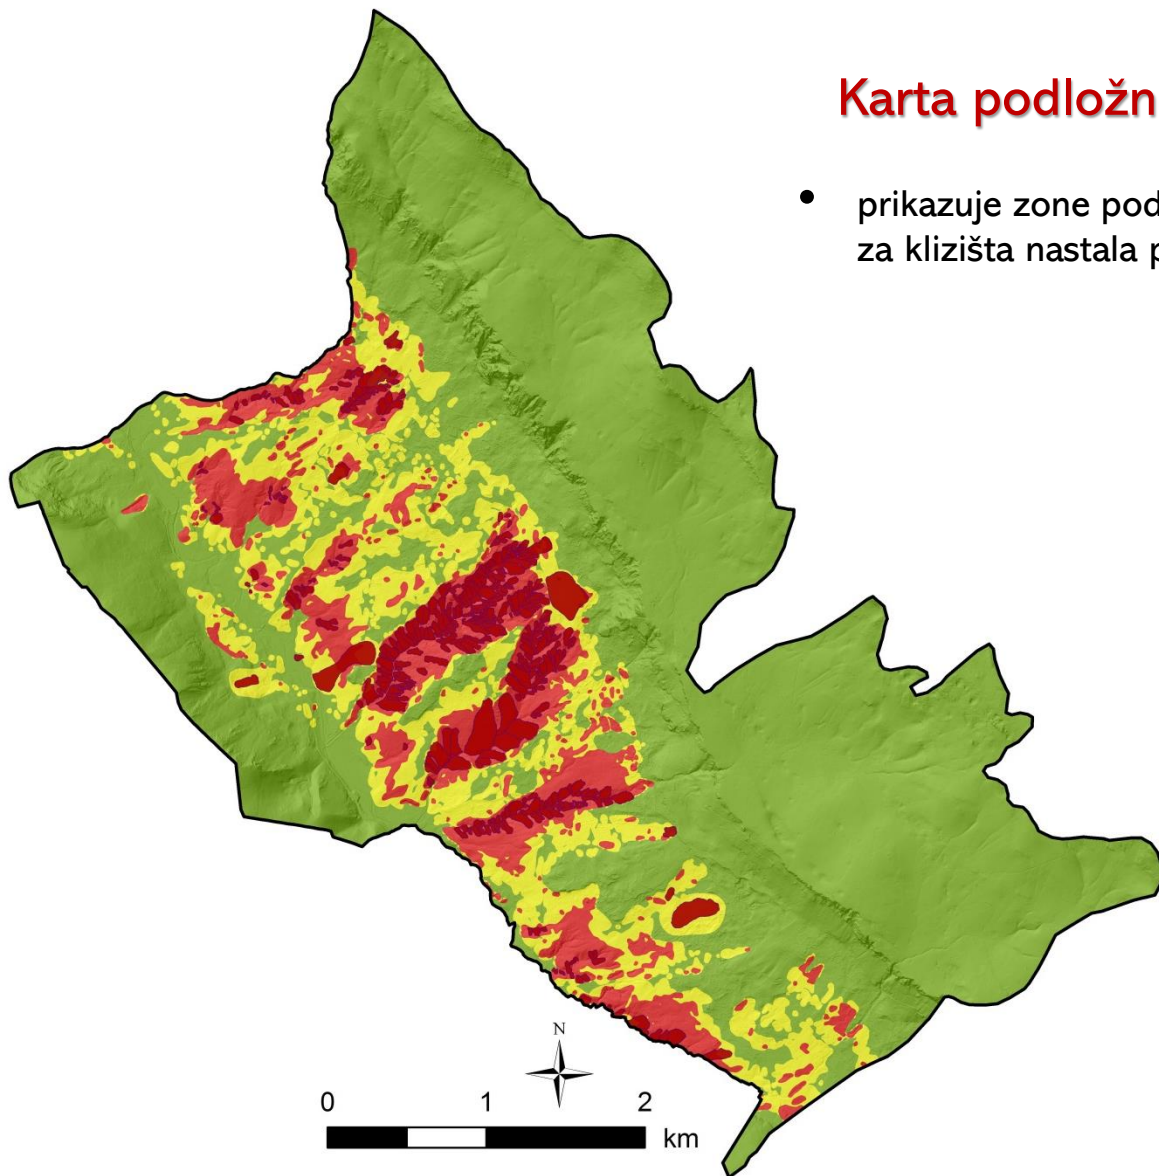 Karta podložn
• prikazuje zone pod
za klizišta nastala p
N
0 1 2
km